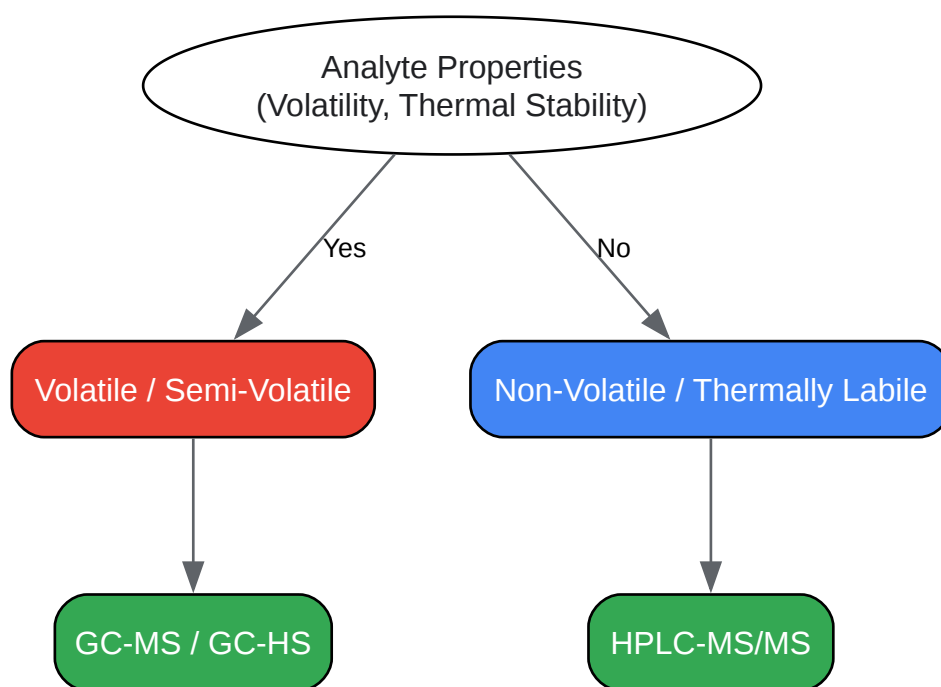 Analyte Properties
(Volatility, Thermal Stability)
Yes
No
Volatile / Semi-Volatile
Non-Volatile / Thermally Labile
GC-MS / GC-HS
HPLC-MS/MS